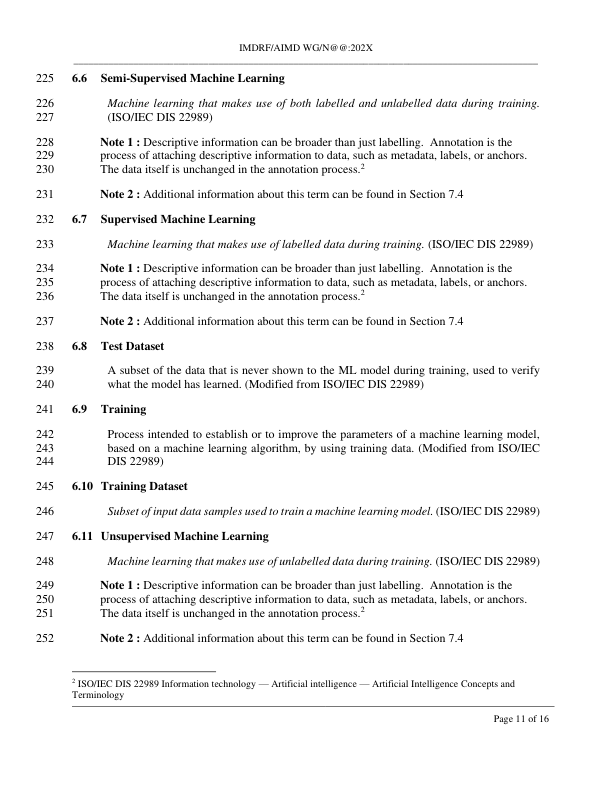 IMDRF/AIMD WG/N@@:202X
225 6.6 Semi-Supervised Machine Learning
226 Machine learning that makes use of both labelled and unlabelled data during training.
227 (ISO/IEC DIS 22989)
228 Note 1 : Descriptive information can be broader than just labelling.  Annotation is the
229 process of attaching descriptive information to data, such as metadata, labels, or anchors.
230 The data itself is unchanged in the annotation process.2
231 Note 2 : Additional information about this term can be found in Section 7.4
232 6.7 Supervised Machine Learning
233 Machine learning that makes use of labelled data during training. (ISO/IEC DIS 22989)
234 Note 1 : Descriptive information can be broader than just labelling.  Annotation is the
235 process of attaching descriptive information to data, such as metadata, labels, or anchors.
236 The data itself is unchanged in the annotation process.2
237 Note 2 : Additional information about this term can be found in Section 7.4
238 6.8 Test Dataset
239 A subset of the data that is never shown to the ML model during training, used to verify
240 what the model has learned. (Modified from ISO/IEC DIS 22989)
241 6.9 Training
242 Process intended to establish or to improve the parameters of a machine learning model,
243 based on a machine learning algorithm, by using training data. (Modified from ISO/IEC
244 DIS 22989)
245 6.10 Training Dataset
246 Subset of input data samples used to train a machine learning model. (ISO/IEC DIS 22989)
247 6.11 Unsupervised Machine Learning
248 Machine learning that makes use of unlabelled data during training. (ISO/IEC DIS 22989)
249 Note 1 : Descriptive information can be broader than just labelling.  Annotation is the
250 process of attaching descriptive information to data, such as metadata, labels, or anchors.
251 The data itself is unchanged in the annotation process.2
252 Note 2 : Additional information about this term can be found in Section 7.4
2 ISO/IEC DIS 22989 Information technology — Artificial intelligence — Artificial Intelligence Concepts and
Terminology
Page 11 of 16